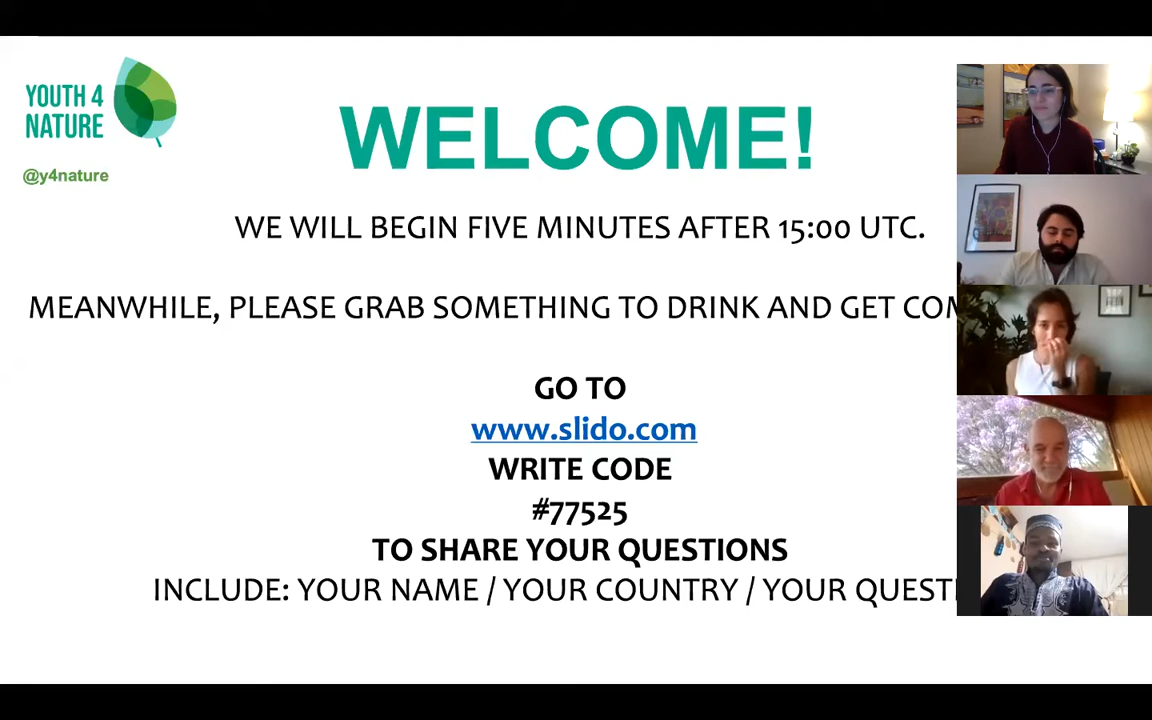 YOUTH 4
NATURE
@y4nature
WELCOME!
WE WILL BEGIN FIVE MINUTES AFTER 15:00 UTC.
MEANWHILE, PLEASE GRAB SOMETHING TO DRINK AND GET
GO TO
www.slido.com
WRITE CODE
#77525
TO SHARE YOUR QUESTIONS
INCLUDE: YOUR NAME / YOUR COUNTRY / YOUR